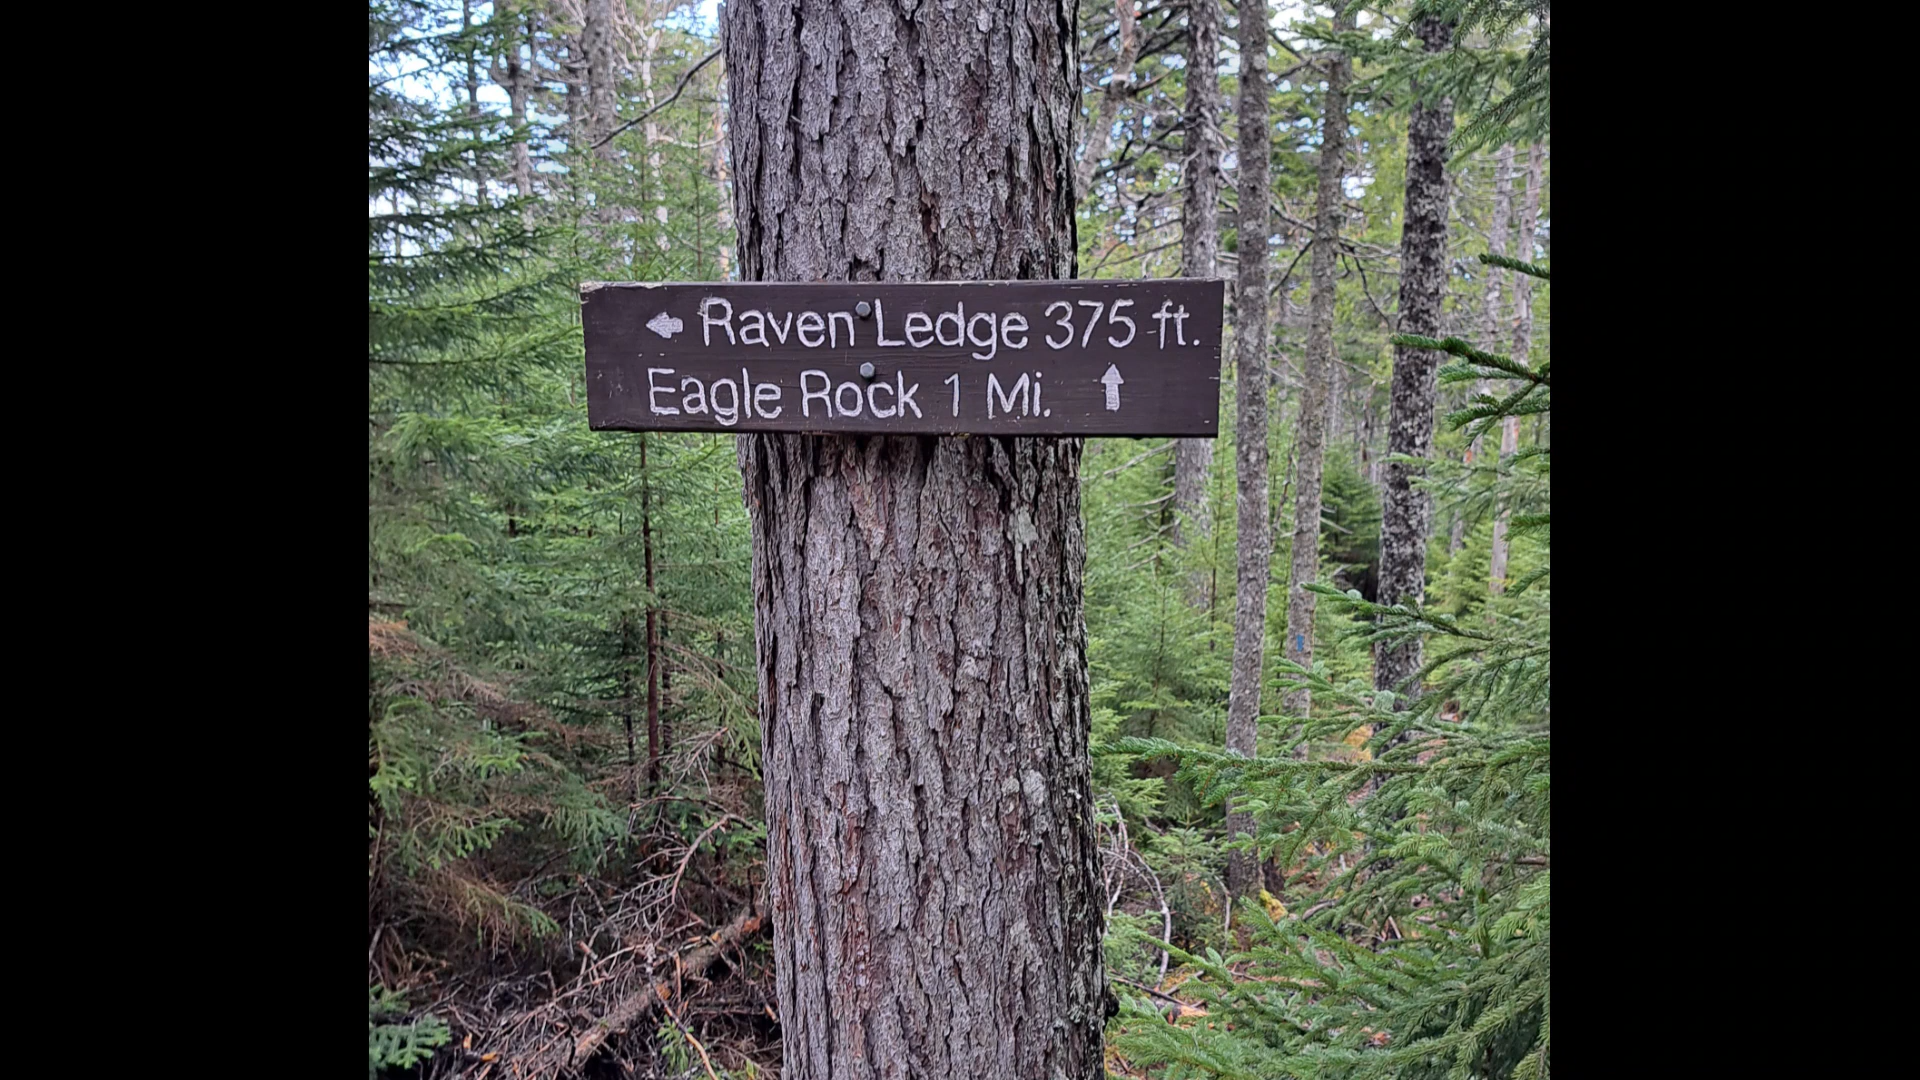 ← Raven Ledge 375 ft.
Eagle Rock 1 Mi. ↑